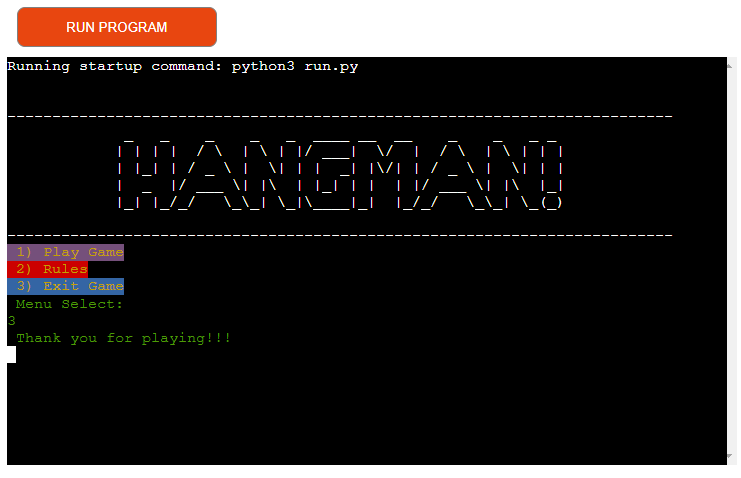 RUN PROGRAM
Running startup command: python3 run.py
--------------------------------------------------------------------------
HANGMAN!
--------------------------------------------------------------------------
1) Play Game
2) Rules
3) Exit Game
Menu Select:
3
Thank you for playing!!!